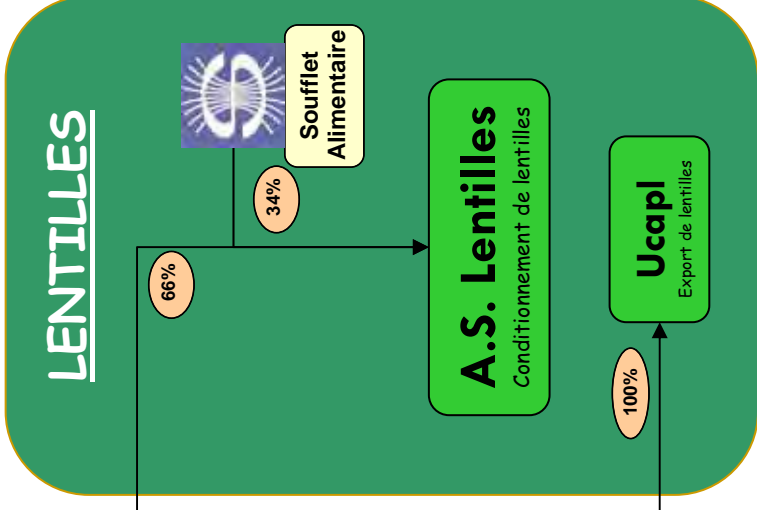 LENTILLES
66%
34%
Soufflet
Alimentaire
A.S. Lentilles
Conditionnement de lentilles
100%
Ucapl
Export de lentilles